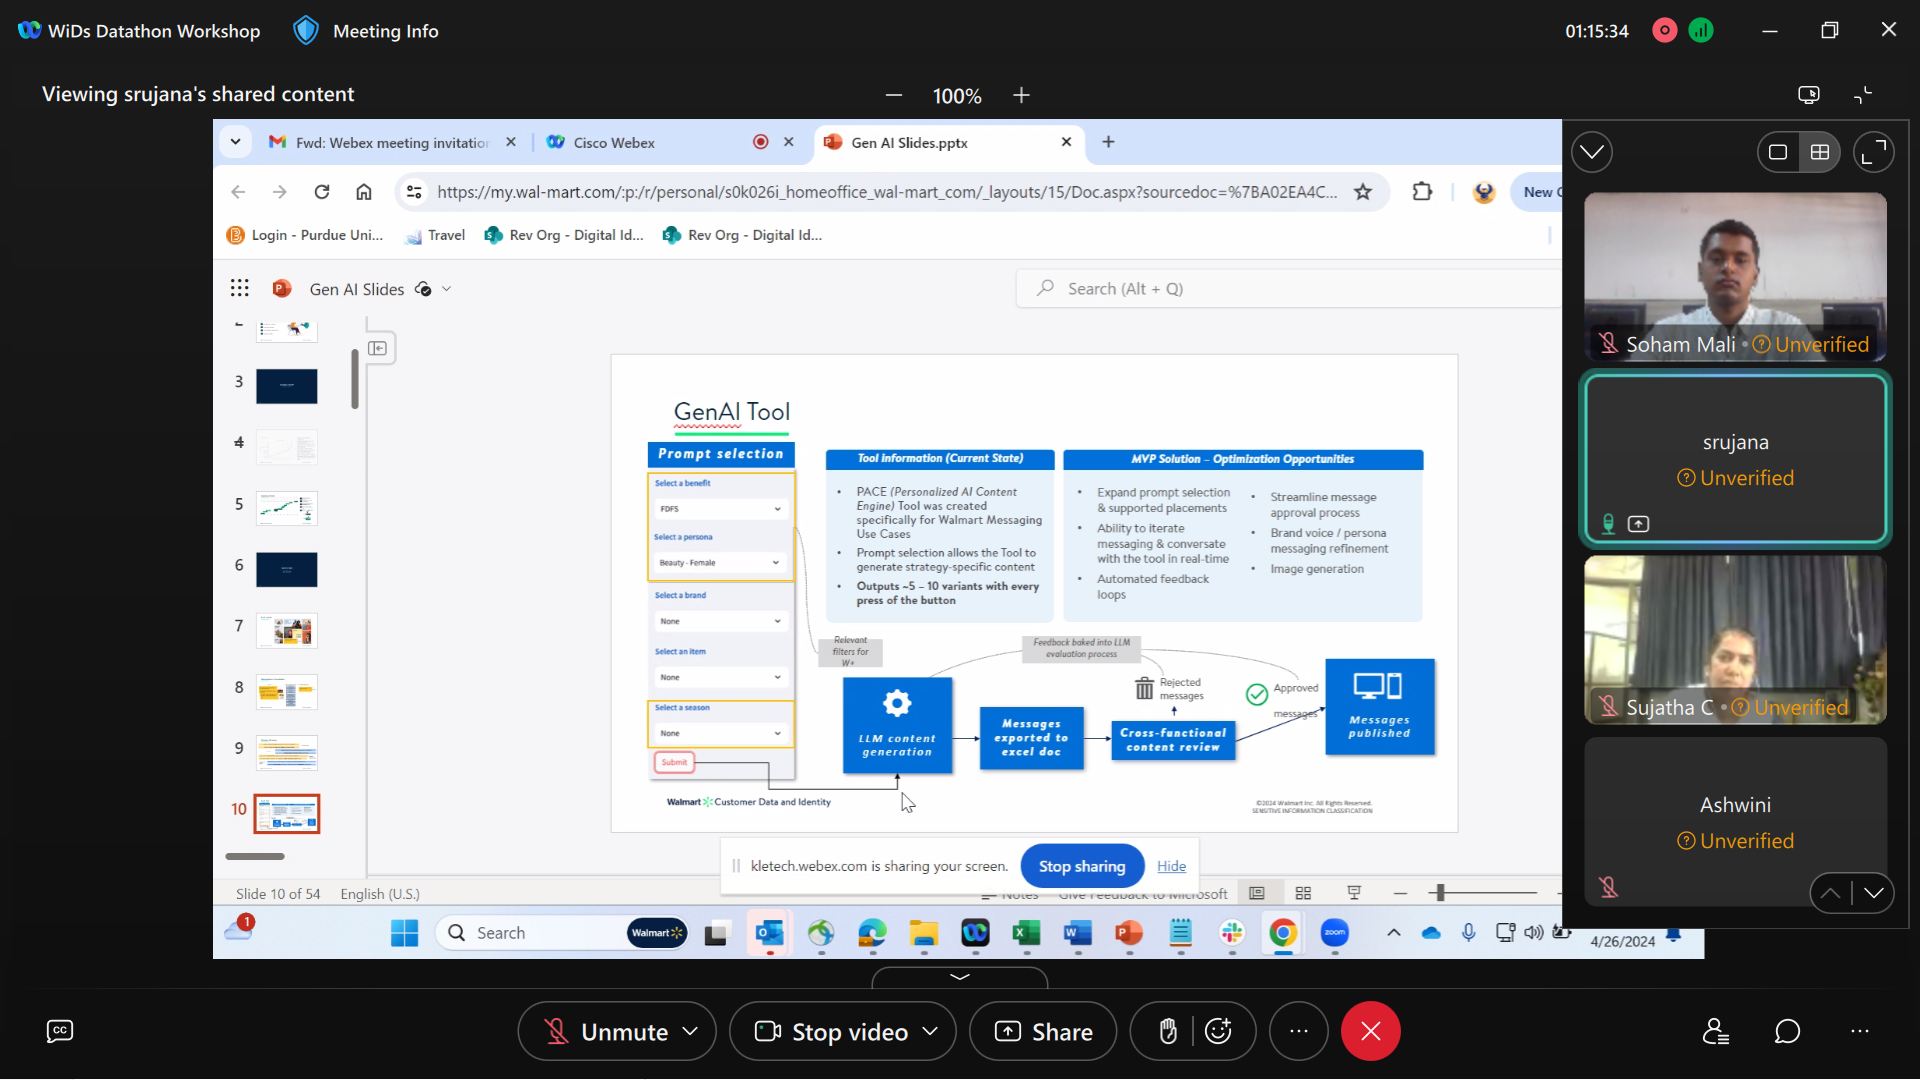 WiDs Datathon Workshop
Meeting Info
01:15:34
Viewing srujana's shared content
100%
Fwd: Webex meeting invitation
Cisco Webex
Gen AI Slides.pptx
https://my.wal-mart.com/:p:/r/personal/s0k026i_homeoffice_wal-mart_com/_layouts/15/Doc.aspx?sourcedoc=%7BA02EA4C...
New C
Login - Purdue Uni...
Travel
Rev Org - Digital Id...
Rev Org - Digital Id...
Gen AI Slides
Search (Alt + Q)
3
4
5
6
7
8
9
10
GenAI Tool
Prompt selection
Select a benefit
FDFS
Select a persona
Beauty - Female
Select a brand
None
Select an item
None
Select a season
None
Submit
Tool Information (Current State)
• PACE (Personalized AI Content
Engine) Tool was created
specifically for Walmart Messaging
Use Cases
• Prompt selection allows the Tool to
generate strategy-specific content
• Outputs ~5 – 10 variants with every
press of the button
MVP Solution – Optimization Opportunities
• Expand prompt selection
& supported placements
• Ability to iterate
messaging & conversate
with the tool in real-time
• Automated feedback
loops
• Streamline message
approval process
• Brand voice / persona
messaging refinement
• Image generation
Relevant
filters for
W+
Feedback baked into LLM
evaluation process
LLM content
generation
Messages
exported to
excel doc
Cross-functional
content review
Rejected
messages
Approved
messages
Messages
published
Walmart Customer Data and Identity
©2024 Walmart Inc. All Rights Reserved.
SENSITIVE INFORMATION CLASSIFICATION
kletech.webex.com is sharing your screen.
Stop sharing
Hide
Slide 10 of 54
English (U.S.)
Notes
Give Feedback to Microsoft
1
Search
Walmart
zoom
4/26/2024
Soham Mali • Unverified
srujana
Unverified
Sujatha C • Unverified
Ashwini
Unverified
CC
Unmute
Stop video
Share